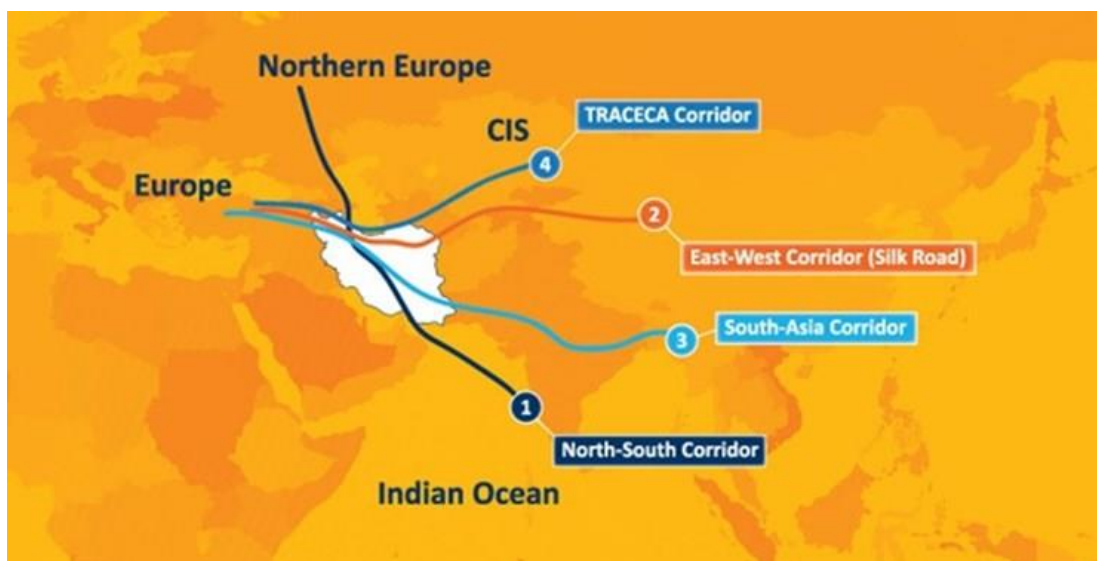 Northern Europe
TRACECA Corridor
CIS
4
Europe
2
East-West Corridor (Silk Road)
South-Asia Corridor
3
1
North-South Corridor
Indian Ocean